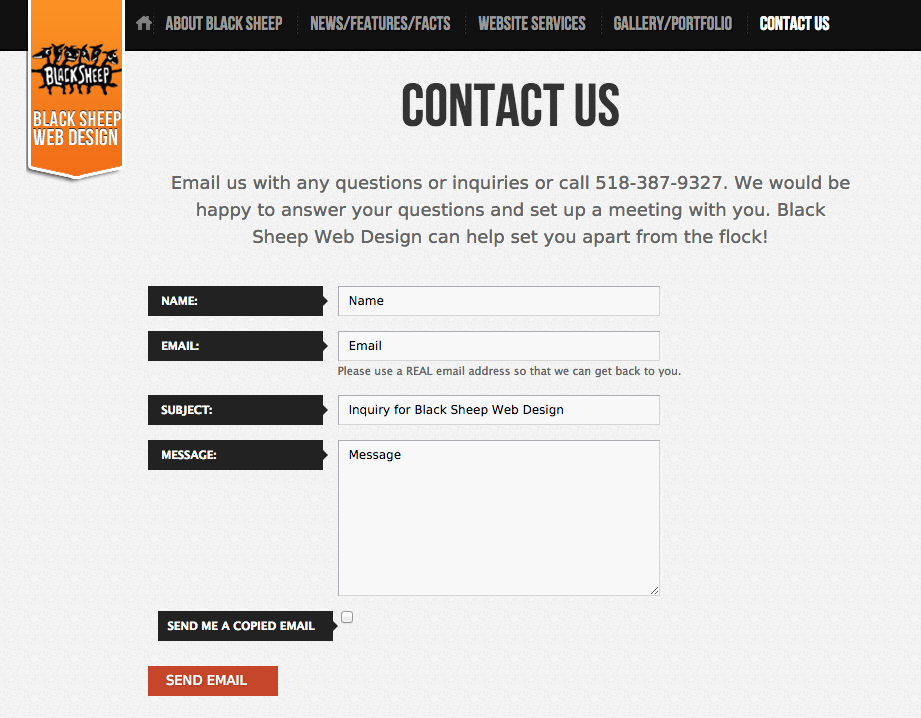 ABOUT BLACK SHEEP
NEWS/FEATURES/FACTS
WEBSITE SERVICES
GALLERY/PORTFOLIO
CONTACT US
BLACK SHEEP
BLACK SHEEP
WEB DESIGN
CONTACT US
Email us with any questions or inquiries or call 518-387-9327. We would be
happy to answer your questions and set up a meeting with you. Black
Sheep Web Design can help set you apart from the flock!
NAME:
Name
EMAIL:
Email
Please use a REAL email address so that we can get back to you.
SUBJECT:
Inquiry for Black Sheep Web Design
MESSAGE:
Message
SEND ME A COPIED EMAIL
SEND EMAIL